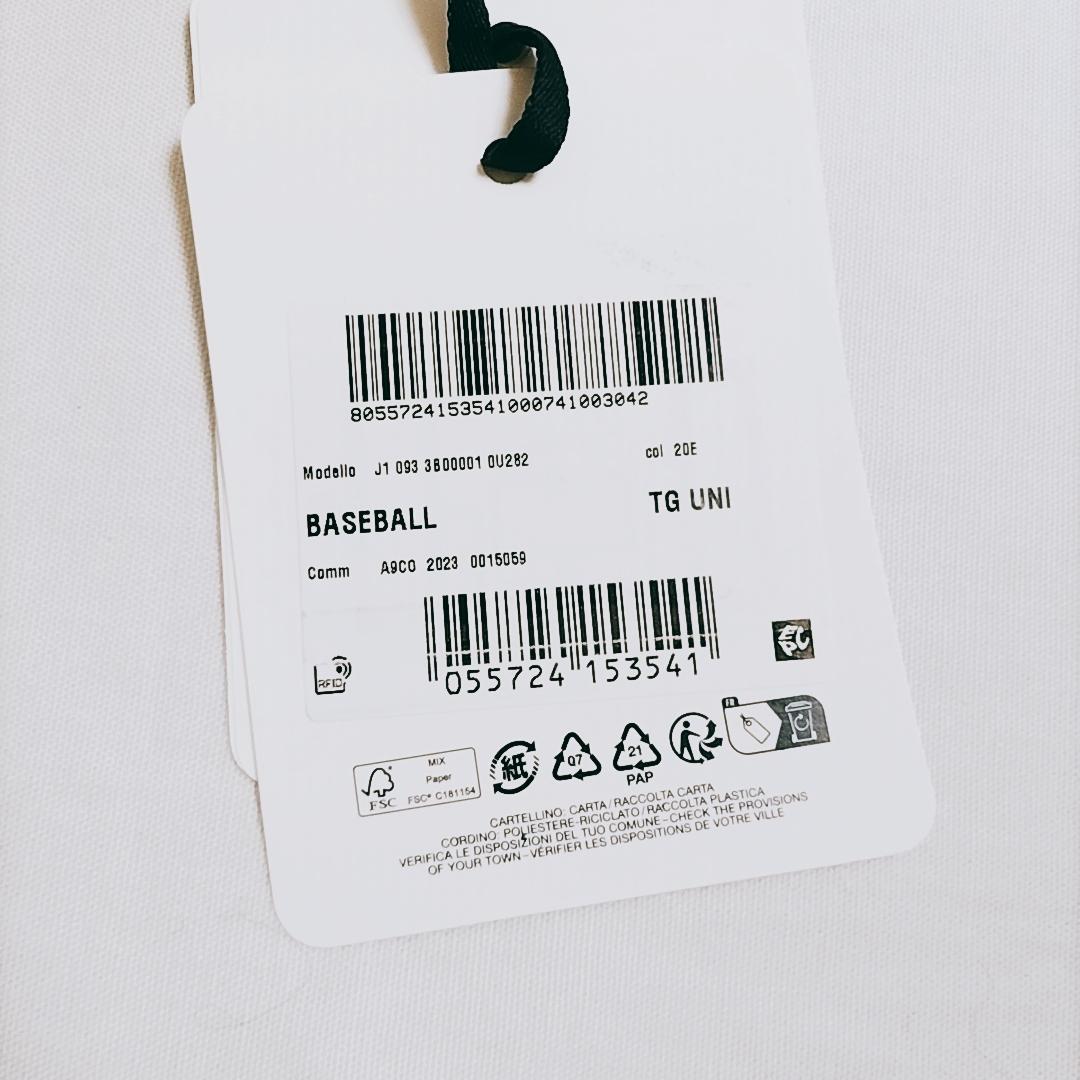 8055724153541000741003042
Modello J1 093 3B00001 0U282 col 20E
BASEBALL TG UNI
Comm A9C0 2023 0015059
055724 153541
RFID
EPC
FR
紙
07
21
PAP
MIX
Paper
FSC FSC® C181154
CARTELLINO: CARTA/RACCOLTA CARTA
CORDINO: POLIESTERE-RICICLATO/RACCOLTA PLASTICA
VERIFICA LE DISPOSIZIONI DEL TUO COMUNE-CHECK THE PROVISIONS
OF YOUR TOWN-VÉRIFIER LES DISPOSITIONS DE VOTRE VILLE